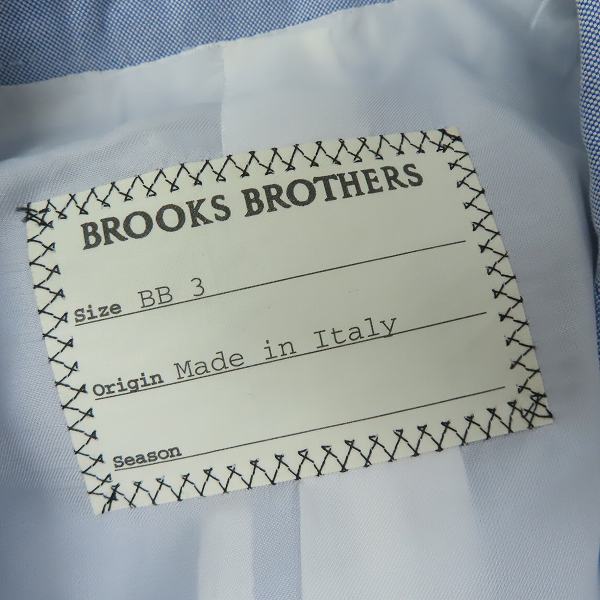 BROOKS BROTHERS
Size BB 3
Origin Made in Italy
Season